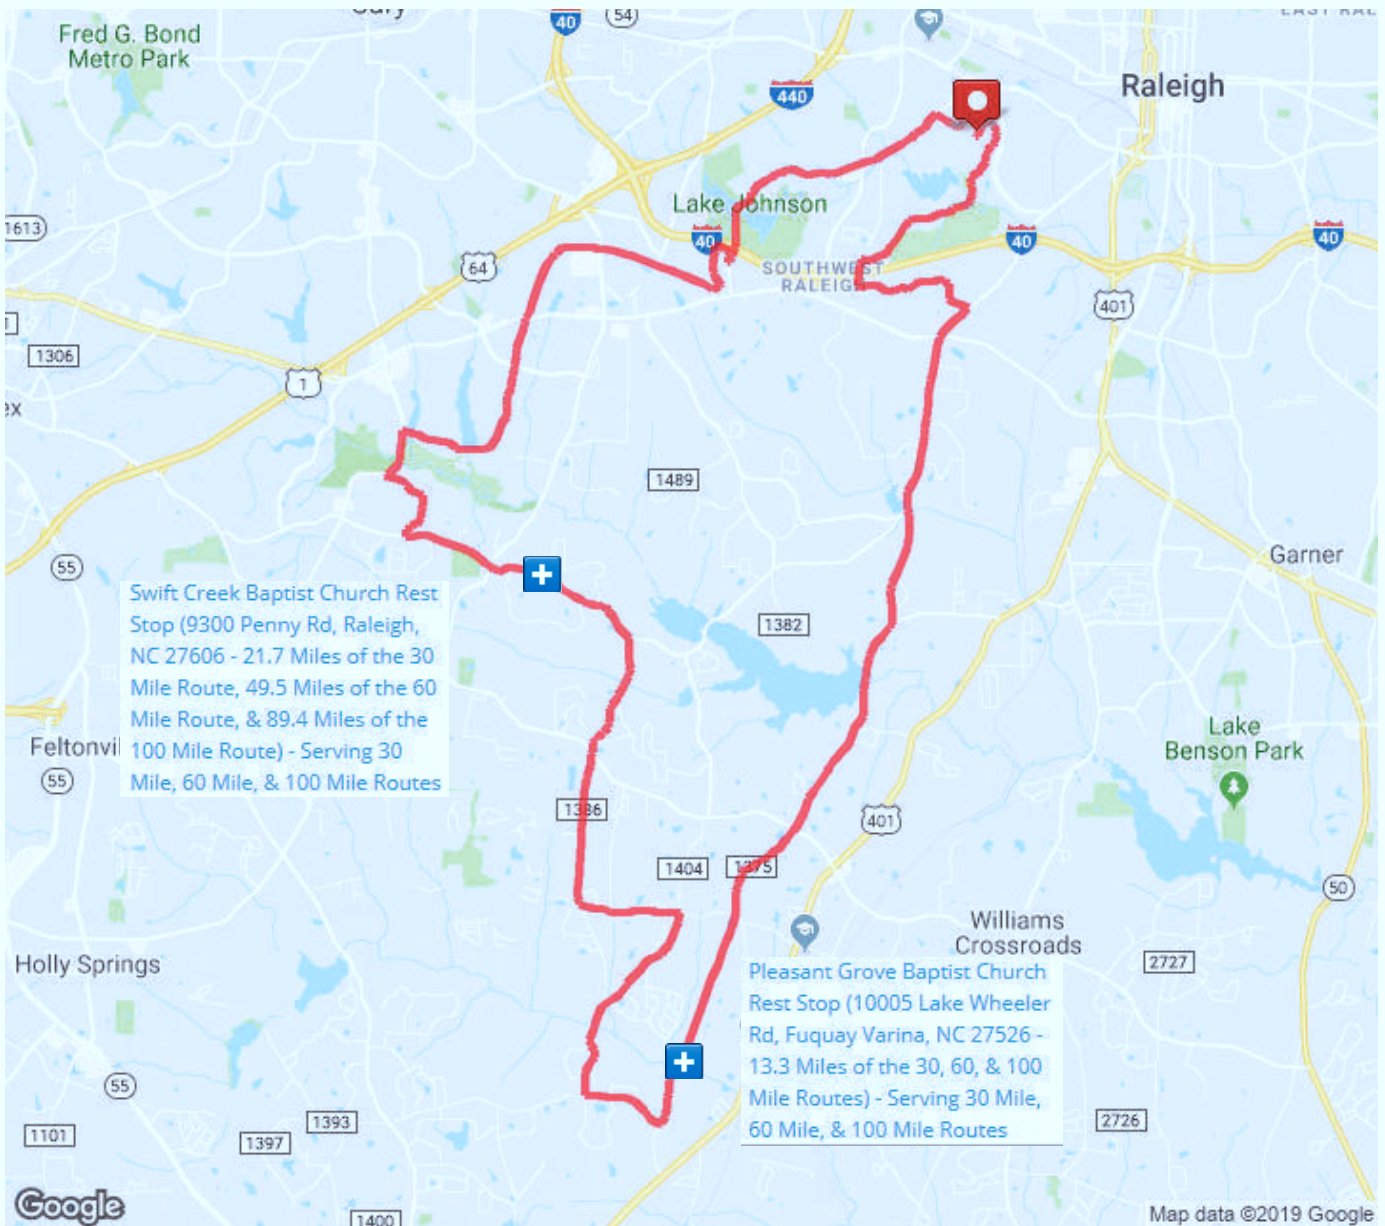 Fred G. Bond
Metro Park
40
54
440
Raleigh
Lake Johnson
1613
40
40
40
64
SOUTHWEST
RALEIGH
401
1306
1
1489
Garner
55
1382
Swift Creek Baptist Church Rest
Stop (9300 Penny Rd, Raleigh,
NC 27606 - 21.7 Miles of the 30
Mile Route, 49.5 Miles of the 60
Mile Route, & 89.4 Miles of the
100 Mile Route) - Serving 30
Mile, 60 Mile, & 100 Mile Routes
Lake
Benson Park
55
1386
401
1404
1375
50
Williams
Crossroads
Holly Springs
2727
Pleasant Grove Baptist Church
Rest Stop (10005 Lake Wheeler
Rd, Fuquay Varina, NC 27526 -
13.3 Miles of the 30, 60, & 100
Mile Routes) - Serving 30 Mile,
60 Mile, & 100 Mile Routes
55
1393
2726
1101
1397
Google
1400
Map data ©2019 Google